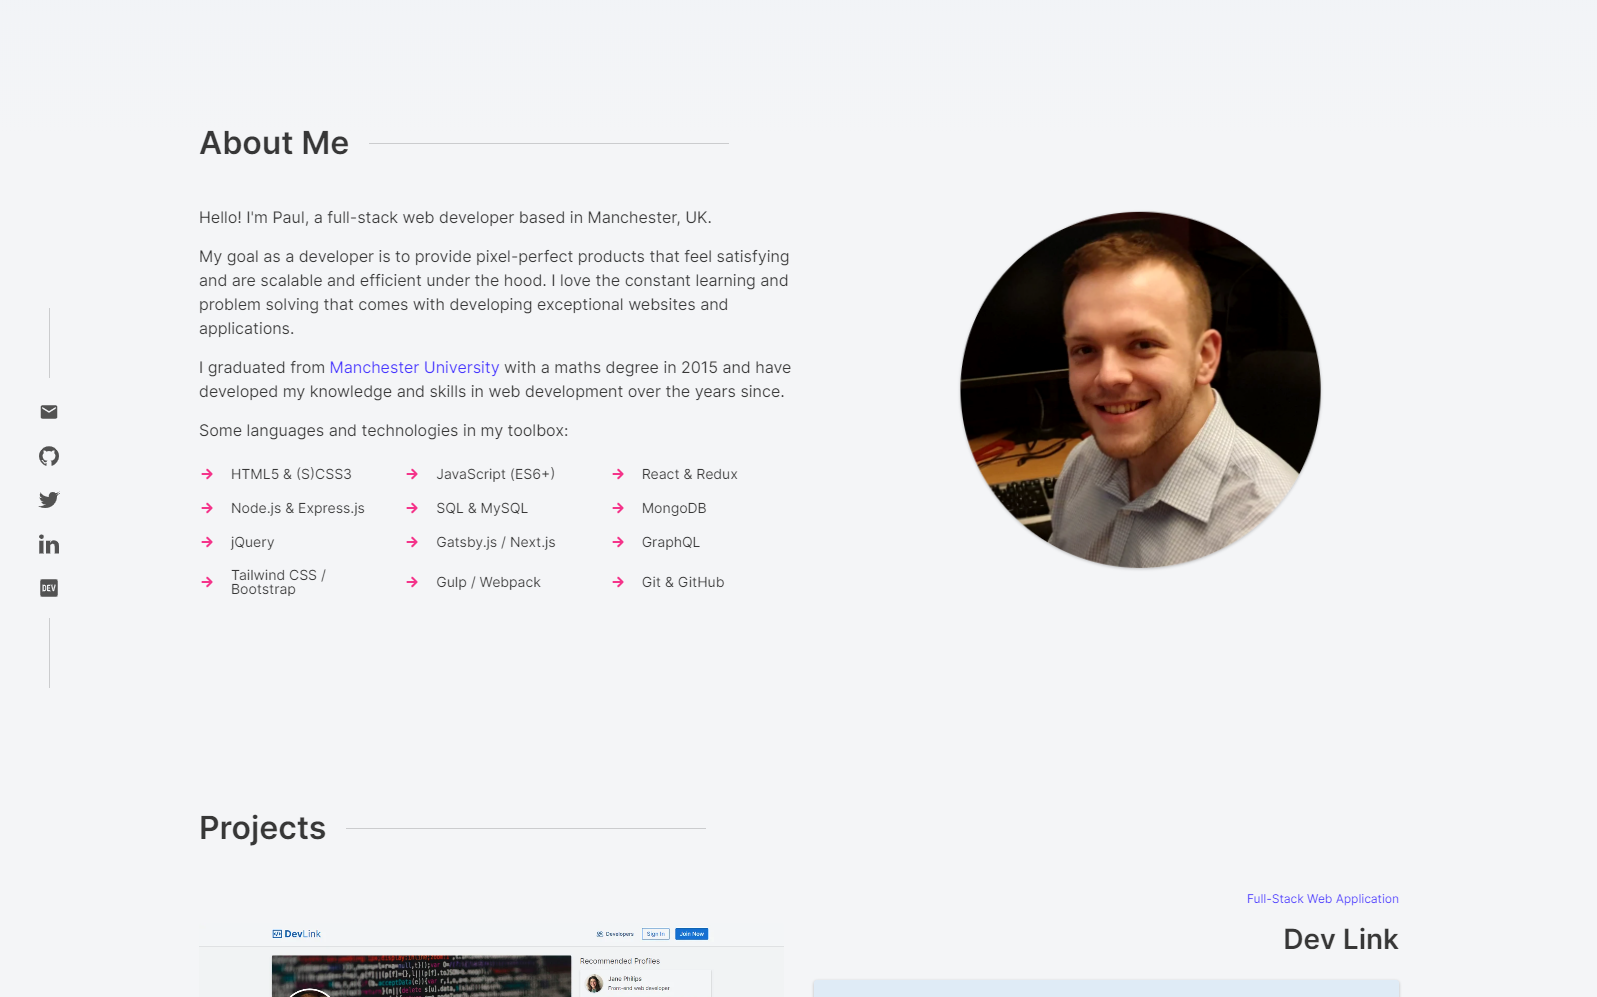 About Me
Hello! I'm Paul, a full-stack web developer based in Manchester, UK.
My goal as a developer is to provide pixel-perfect products that feel satisfying
and are scalable and efficient under the hood. I love the constant learning and
problem solving that comes with developing exceptional websites and
applications.
I graduated from Manchester University with a maths degree in 2015 and have
developed my knowledge and skills in web development over the years since.
Some languages and technologies in my toolbox:
HTML5 & (S)CSS3
JavaScript (ES6+)
React & Redux
Node.js & Express.js
SQL & MySQL
MongoDB
jQuery
Gatsby.js / Next.js
GraphQL
Tailwind CSS /
Bootstrap
Gulp / Webpack
Git & GitHub
DEV
Projects
Full-Stack Web Application
Dev Link
DevLink
Developers
Sign In
Join Now
Recommended Profiles
Jane Philips
Front-end web developer